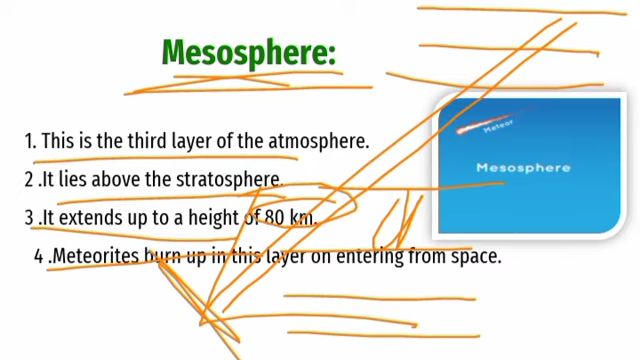 Mesosphere:
1. This is the third layer of the atmosphere.
2 .It lies above the stratosphere.
3 .It extends up to a height of 80 km.
4 .Meteorites burn up in this layer on entering from space.
Meteor
Mesosphere